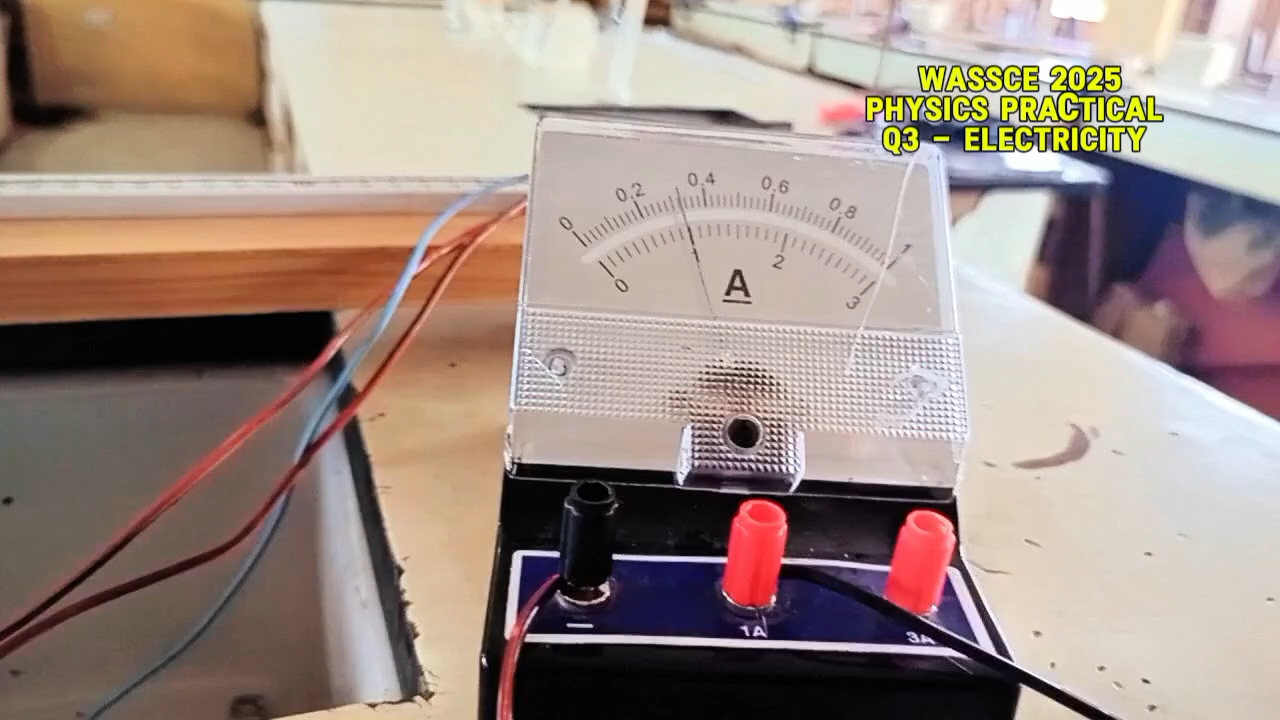 WASSCE 2025
PHYSICS PRACTICAL
Q3 - ELECTRICITY
0 0.2 0.4 0.6 0.8 1
0 1 2 3
A
− 1A 3A